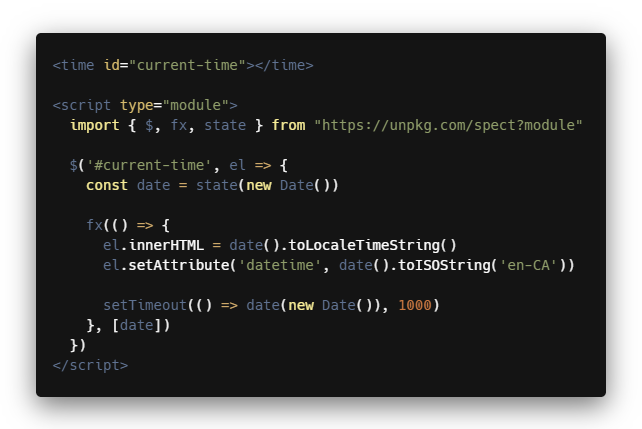 <time id="current-time"></time>

<script type="module">
  import { $, fx, state } from "https://unpkg.com/spect?module"

  $('#current-time', el => {
    const date = state(new Date())

    fx(() => {
      el.innerHTML = date().toLocaleTimeString()
      el.setAttribute('datetime', date().toISOString('en-CA'))

      setTimeout(() => date(new Date()), 1000)
    }, [date])
  })
</script>